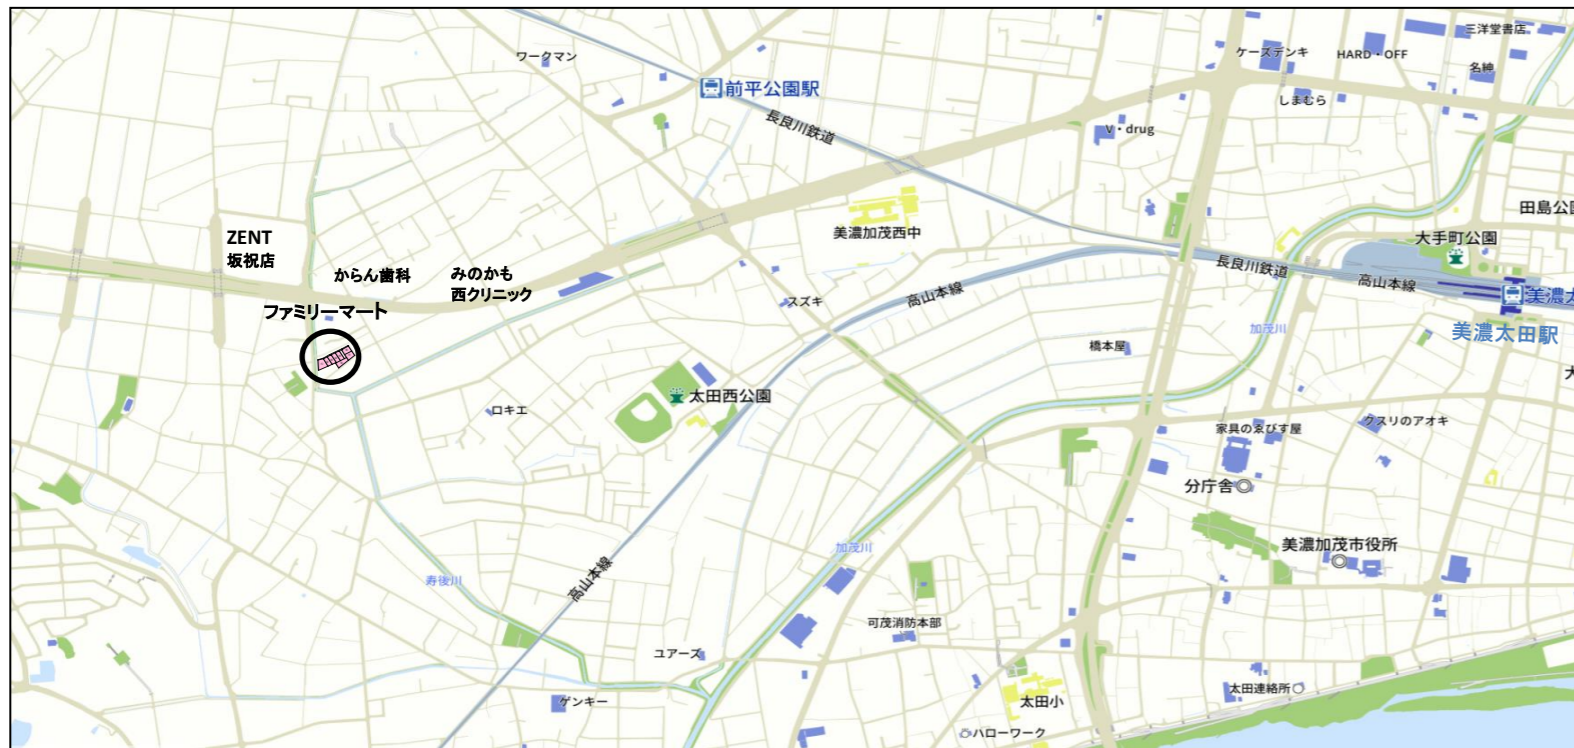 三洋堂書店
ワークマン
ケーズデンキ
HARD・OFF
名紳
前平公園駅
しまむら
長良川鉄道
V・drug
田島公園
美濃加茂西中
ZENT
坂祝店
大手町公園
からん歯科
みのかも
西クリニック
長良川鉄道
高山本線
高山本線
スズキ
美濃太
ファミリーマート
加茂川
美濃太田駅
橋本屋
太田西公園
ロキエ
クスリのアオキ
家具のゑびす屋
分庁舎
加茂川
美濃加茂市役所
寿後川
高山本線
可茂消防本部
ユアーズ
太田連絡所
ゲンキー
太田小
ハローワーク